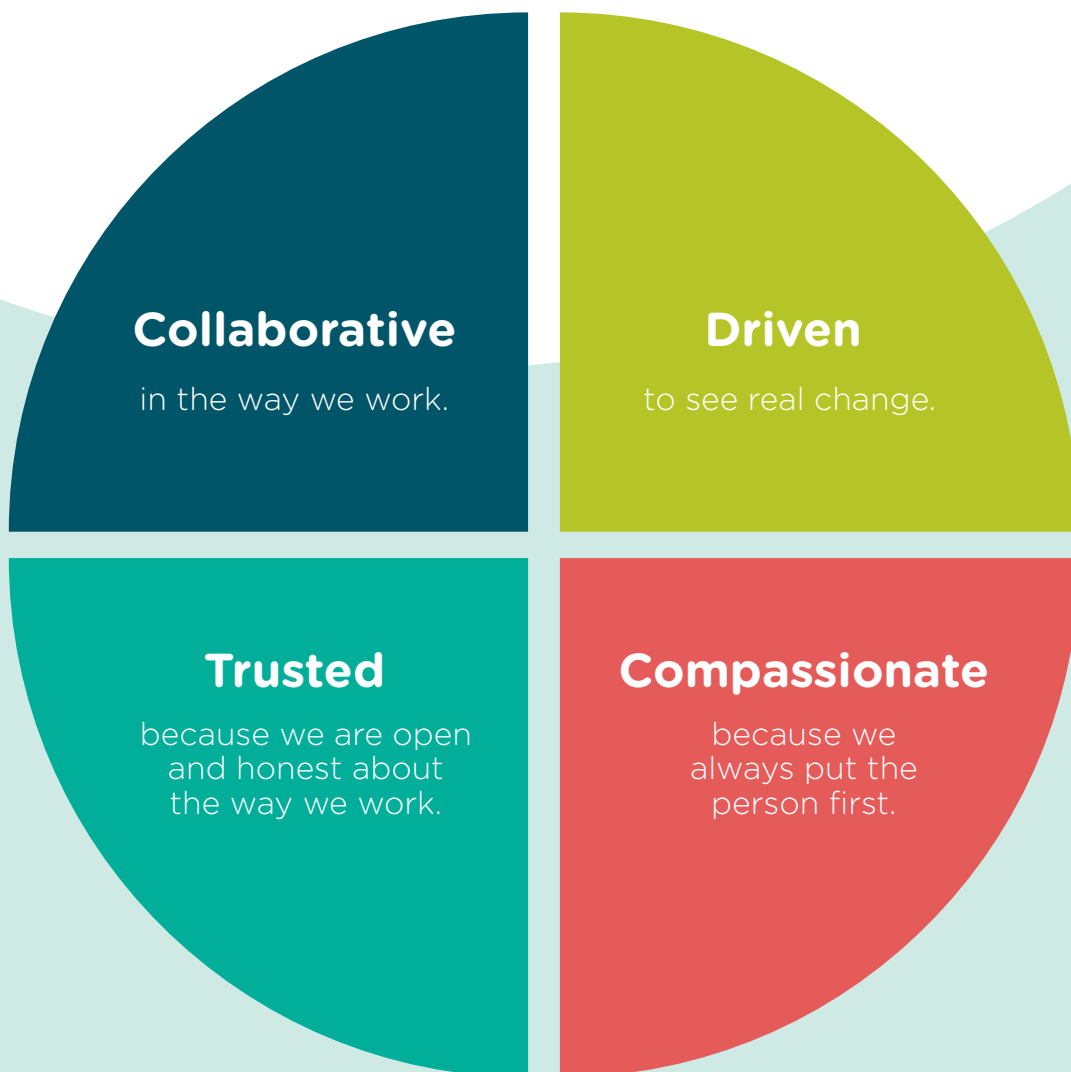 Collaborative
in the way we work.
Driven
to see real change.
Trusted
because we are open
and honest about
the way we work.
Compassionate
because we
always put the
person first.